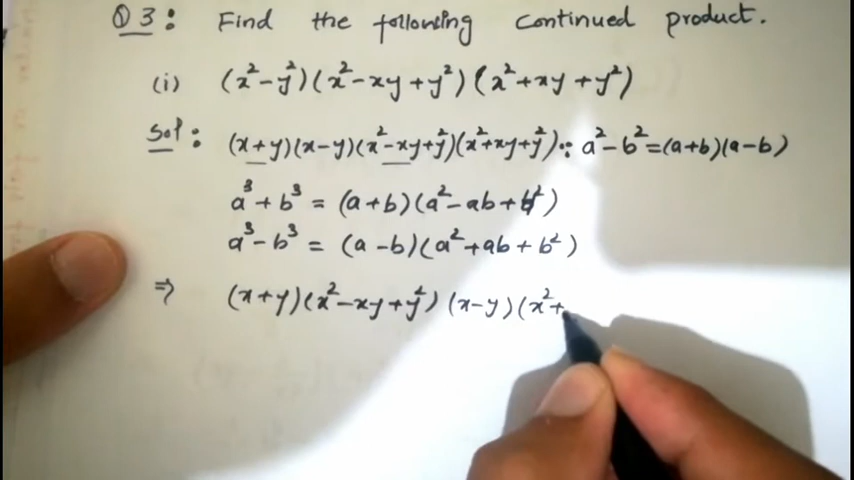 Q3: Find the following continued product.
(i) (x²-y²)(x²-xy+y²)(x²+xy+y²)
Sol: (x+y)(x-y)(x²-xy+y²)(x²+xy+y²) ∵ a²-b²=(a+b)(a-b)
a³+b³ = (a+b)(a²-ab+b²)
a³-b³ = (a-b)(a²+ab+b²)
⇒ (x+y)(x²-xy+y²)(x-y)(x²+